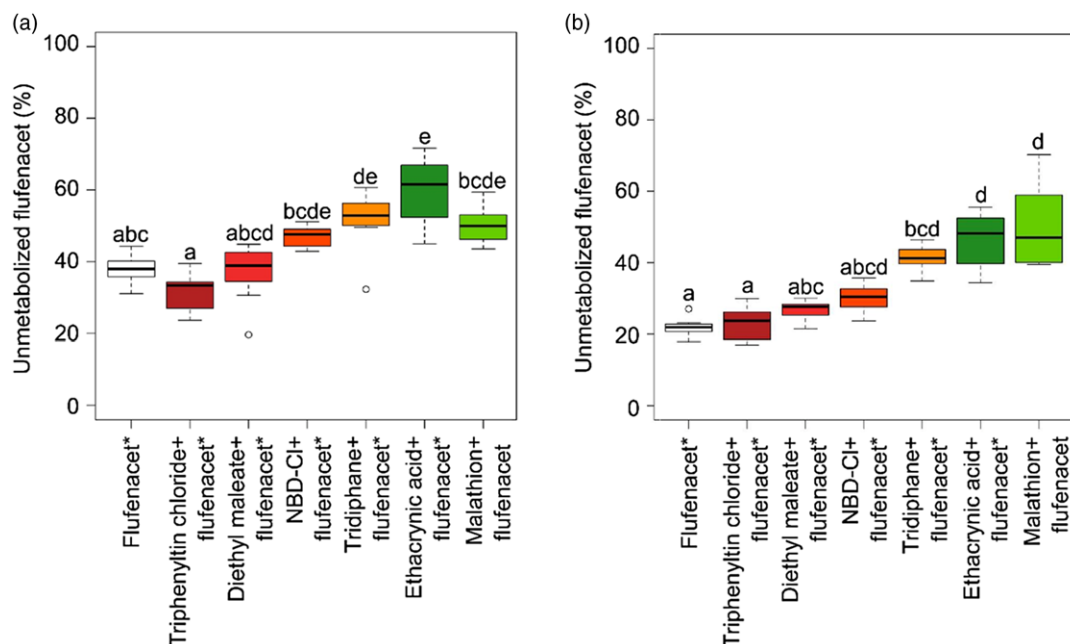 (a)
Unmetabolized flufenacet (%)
100
80
60
40
20
0
abc
a
abcd
bcde
de
e
bcde
Flufenacet*
Triphenyltin chloride+
flufenacet*
Diethyl maleate+
flufenacet*
NBD-Cl+
flufenacet*
Tridiphane+
flufenacet*
Ethacrynic acid+
flufenacet*
Malathion+
flufenacet
(b)
Unmetabolized flufenacet (%)
100
80
60
40
20
0
a
a
abc
abcd
bcd
d
d
Flufenacet*
Triphenyltin chloride+
flufenacet*
Diethyl maleate+
flufenacet*
NBD-Cl+
flufenacet*
Tridiphane+
flufenacet*
Ethacrynic acid+
flufenacet*
Malathion+
flufenacet